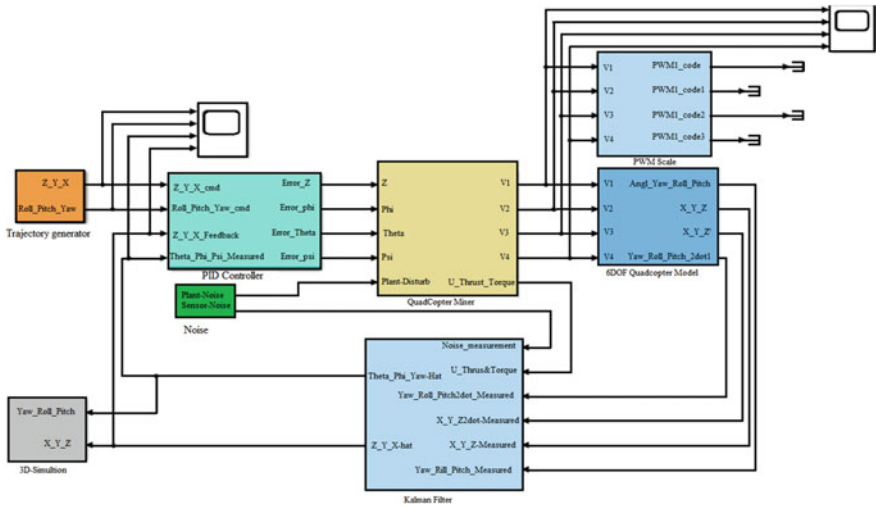 Z_Y_X
Roll_Pitch_Yaw
Trajectory generator
Z_Y_X_cmd
Roll_Pitch_Yaw_cmd
Z_Y_X_Feedback
Theta_Phi_Psi_Measured
Error_Z
Error_phi
Error_Theta
Error_psi
PID Controller
Plant-Noise
Sensor-Noise
Noise
Z
Phi
Theta
Psi
Plant-Disturb
V1
V2
V3
V4
U_Thrust_Torque
QuadCopter Mixer
V1
V2
V3
V4
PWM1_code
PWM1_code1
PWM1_code2
PWM1_code3
PWM Scale
V1
V2
V3
V4
Angl_Yaw_Roll_Pitch
X_Y_Z
X_Y_Z'
Yaw_Roll_Pitch_2dot1
6DOF Quadcopter Model
Noise_measurement
U_Thrus&Torque
Yaw_Roll_Pitch2dot_Measured
X_Y_Z2dot-Measured
X_Y_Z-Measured
Yaw_Rill_Pitch_Measured
Theta_Phi_Yaw-Hat
Z_Y_X-hat
Kalman Filter
Yaw_Roll_Pitch
X_Y_Z
3D-Simultion